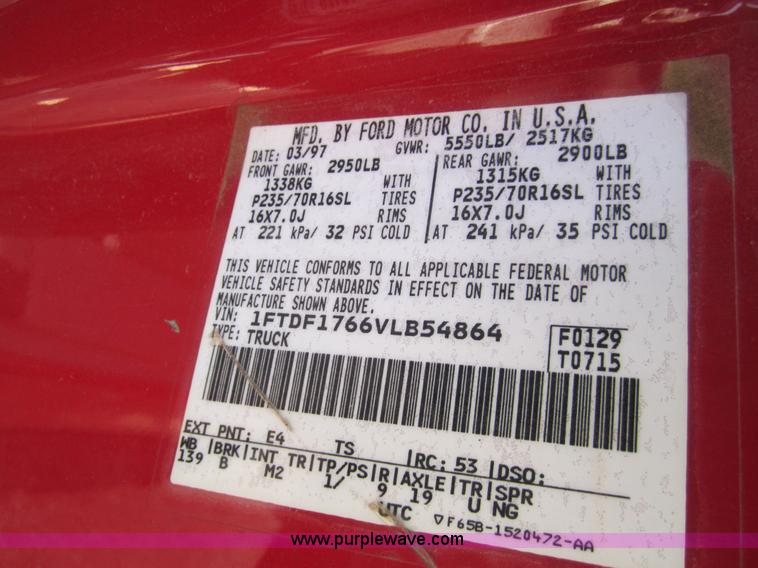 MFD. BY FORD MOTOR CO. IN U.S.A.
DATE: 03/97 GVWR: 5550LB/ 2517KG
FRONT GAWR: 2950LB REAR GAWR: 2900LB
1338KG WITH 1315KG WITH
P235/70R16SL TIRES P235/70R16SL TIRES
16X7.0J RIMS 16X7.0J RIMS
AT 221 kPa/ 32 PSI COLD AT 241 kPa/ 35 PSI COLD
THIS VEHICLE CONFORMS TO ALL APPLICABLE FEDERAL MOTOR
VEHICLE SAFETY STANDARDS IN EFFECT ON THE DATE OF
MANUFACTURE SHOWN ABOVE.
VIN: 1FTDF1766VLB54864 F0129
TYPE: TRUCK T0715
EXT PNT: E4 TS RC: 53 DSO:
WB BRK INT TR TP/PS R AXLE TR SPR
139 B M2 1/ 9 19 U NG
UTC ▽F65B-1520472-AA
www.purplewave.com